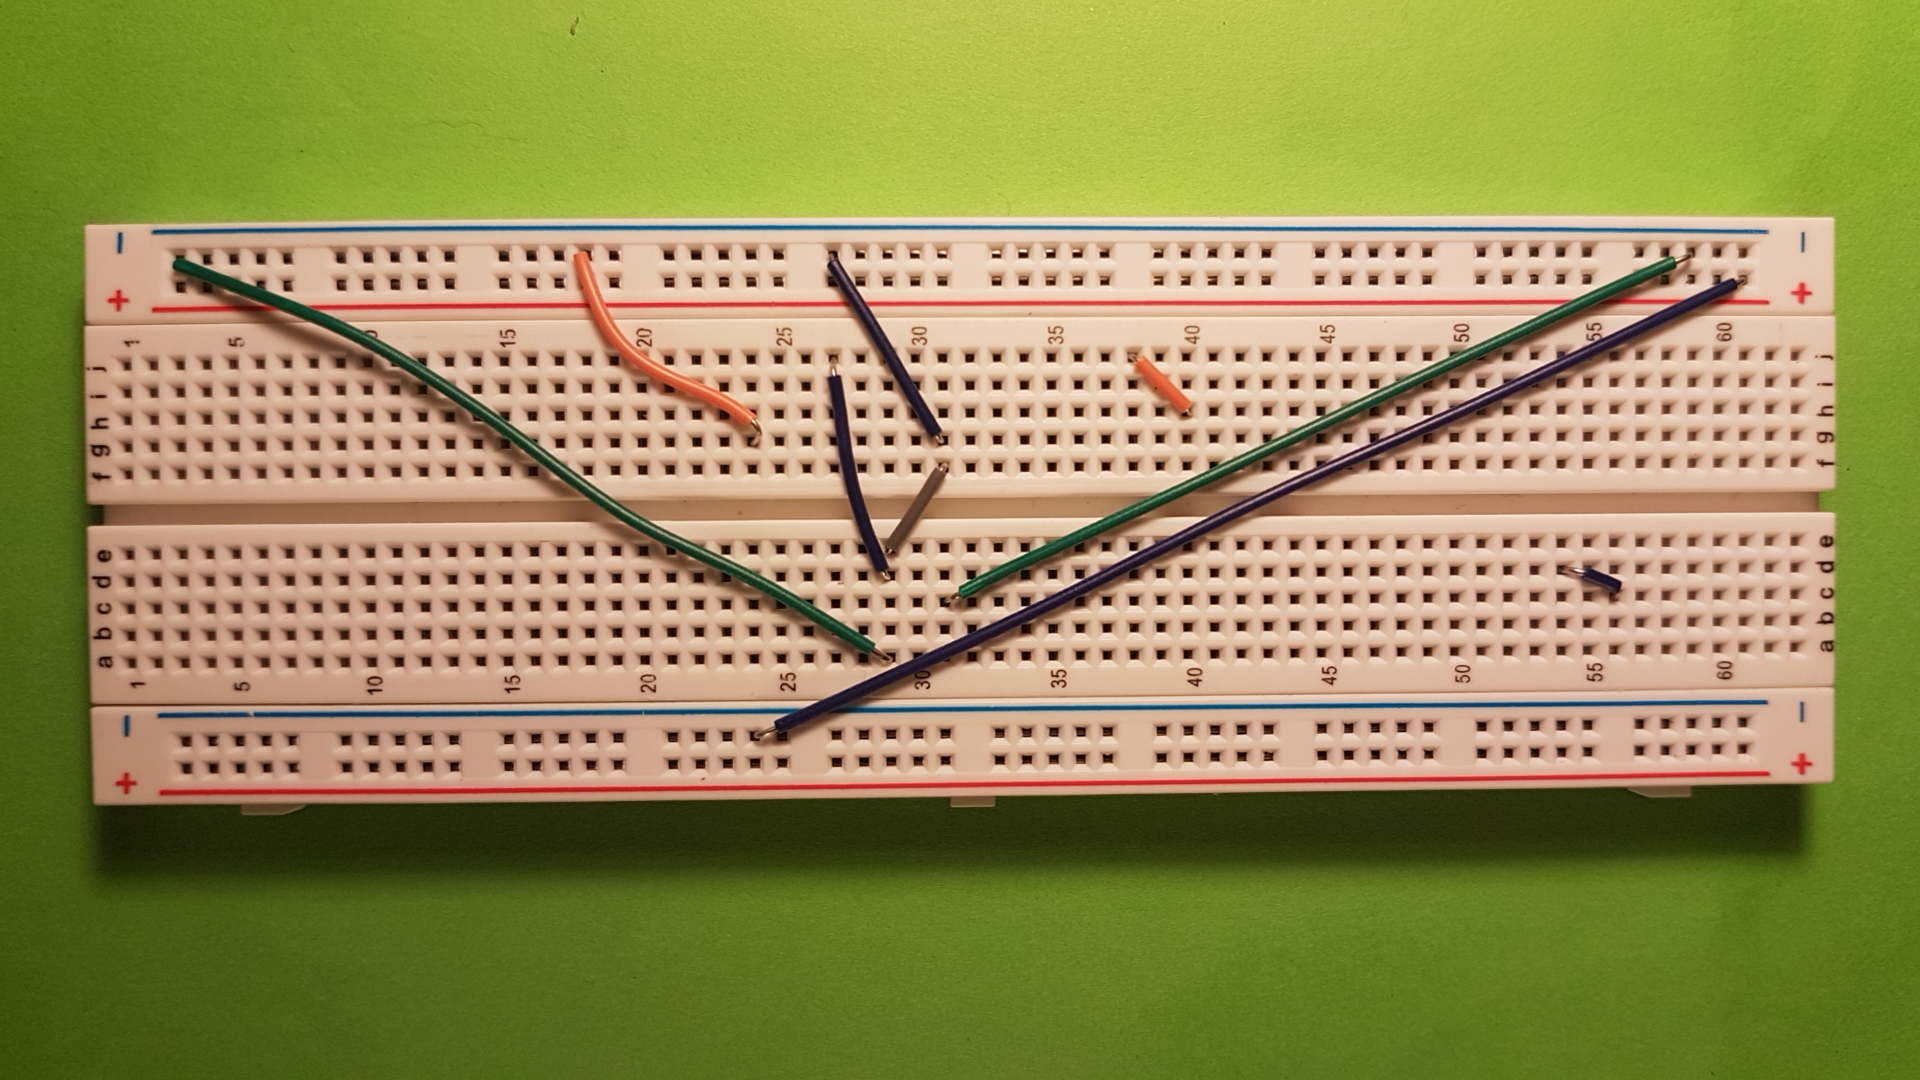 − −
+ +
1 5 15 20 25 30 35 40 45 50 55 60
j j
i i
h h
g g
f f
e e
d d
c c
b b
a a
1 5 10 15 20 25 30 35 40 45 50 55 60
− −
+ +